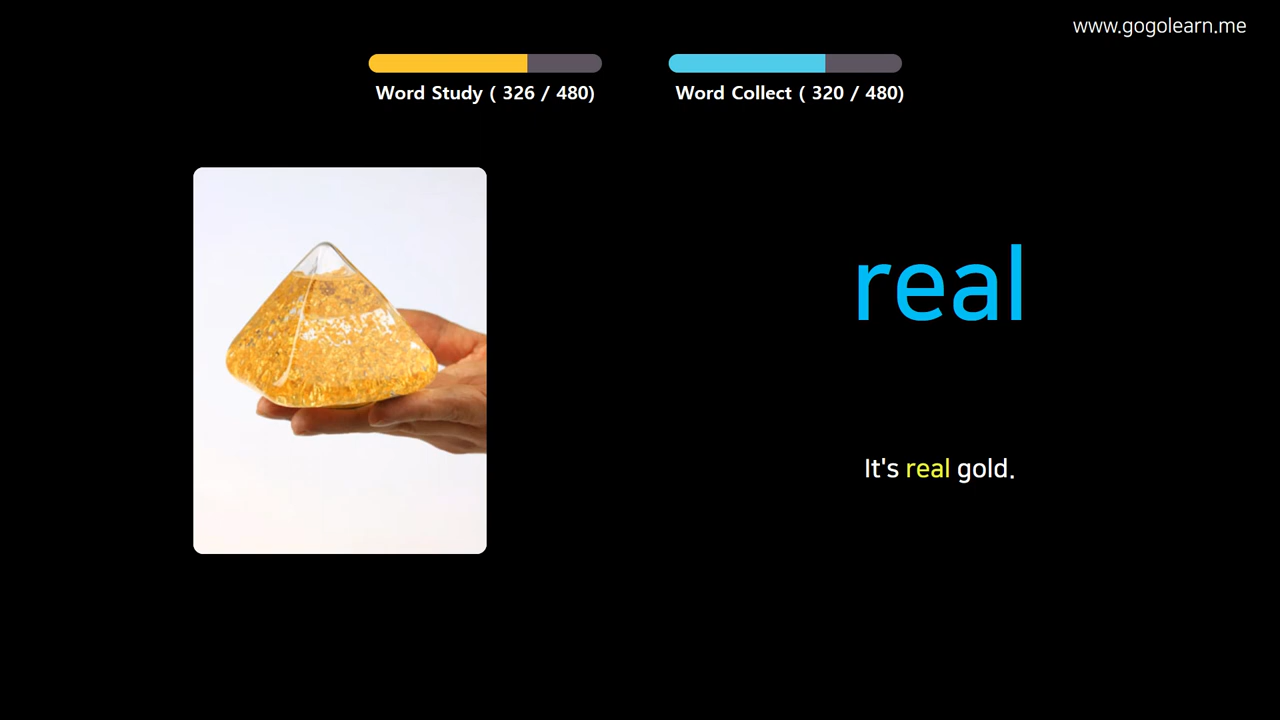 www.gogolearn.me
Word Study ( 326 / 480)
Word Collect ( 320 / 480)
real
It's real gold.